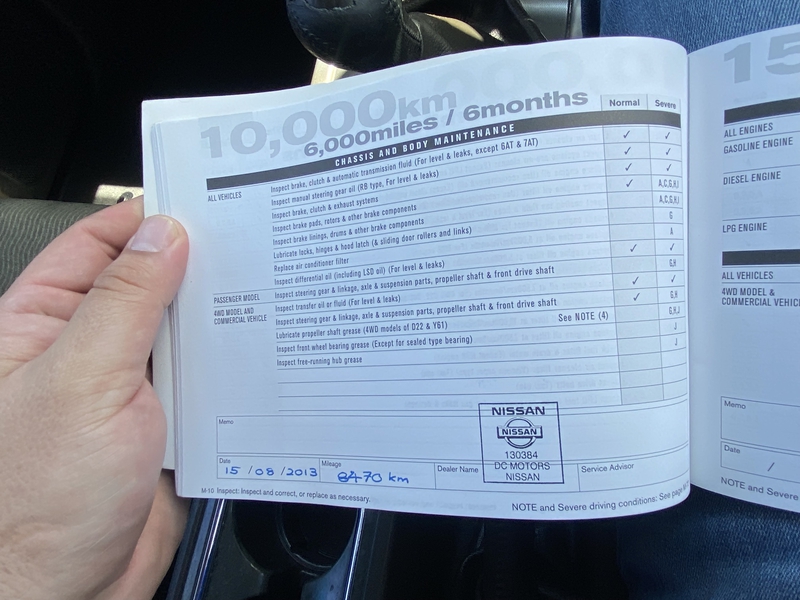 10,000km
6,000miles / 6months
Normal Severe
CHASSIS AND BODY MAINTENANCE
ALL VEHICLES Inspect brake, clutch & automatic transmission fluid (For level & leaks, except 6AT & 7AT) ✓ ✓
Inspect manual steering gear oil (RB type, For level & leaks) ✓ ✓
Inspect brake, clutch & exhaust systems ✓ ✓
Inspect brake pads, rotors & other brake components ✓ A,C,G,H,I
Inspect brake linings, drums & other brake components A,C,G,H,I
Lubricate locks, hinges & hood latch (& sliding door rollers and links) G
Replace air conditioner filter A
Inspect differential oil (including LSD oil) (For level & leaks) ✓ ✓
PASSENGER MODEL Inspect steering gear & linkage, axle & suspension parts, propeller shaft & front drive shaft G,H
4WD MODEL AND COMMERCIAL VEHICLE Inspect transfer oil or fluid (For level & leaks) ✓ ✓
Inspect steering gear & linkage, axle & suspension parts, propeller shaft & front drive shaft ✓ G,H
Lubricate propeller shaft grease (4WD models of D22 & Y61) See NOTE (4) G,H,J
Inspect front wheel bearing grease (Except for sealed type bearing) J
Inspect free-running hub grease J
Memo
Date Mileage Dealer Name Service Advisor
15 / 08 / 2013 8470 km
NISSAN
NISSAN
130384
DC MOTORS
NISSAN
M-10 Inspect: Inspect and correct, or replace as necessary.
NOTE and Severe driving conditions: See page
15
ALL ENGINES
GASOLINE ENGINE
DIESEL ENGINE
LPG ENGINE
ALL VEHICLES
4WD MODEL &
COMMERCIAL
Memo
Date
/
NOTE and Severe